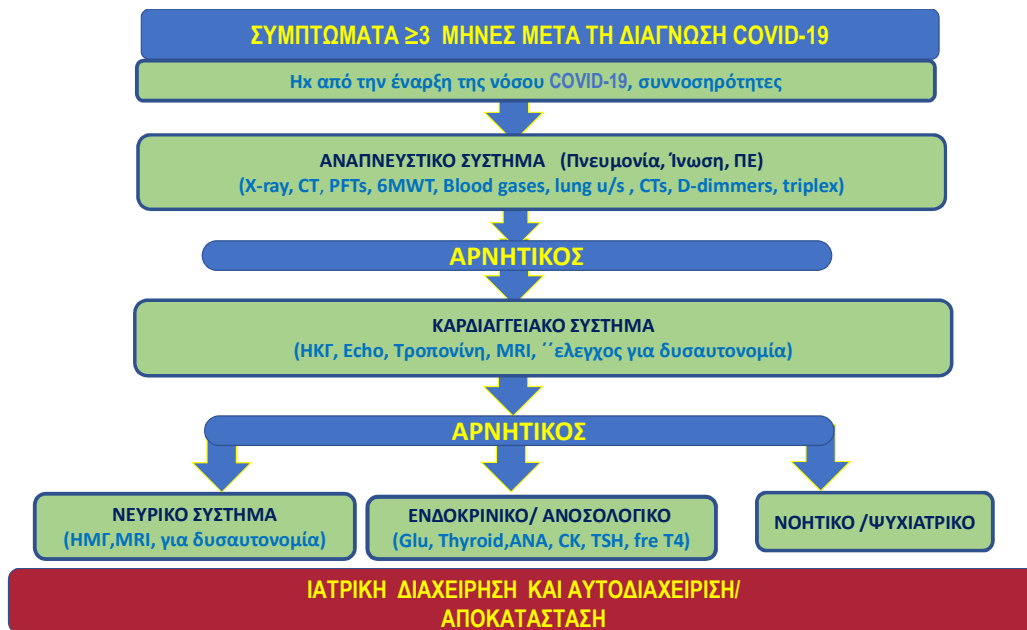 ΣΥΜΠΤΩΜΑΤΑ ≥3 ΜΗΝΕΣ ΜΕΤΑ ΤΗ ΔΙΑΓΝΩΣΗ COVID-19
Hx από την έναρξη της νόσου COVID-19, συννοσηρότητες
ΑΝΑΠΝΕΥΣΤΙΚΟ ΣΥΣΤΗΜΑ (Πνευμονία, Ίνωση, ΠΕ)
(X-ray, CT, PFTs, 6MWT, Blood gases, lung u/s , CTs, D-dimmers, triplex)
ΑΡΝΗΤΙΚΟΣ
ΚΑΡΔΙΑΓΓΕΙΑΚΟ ΣΥΣΤΗΜΑ
(ΗΚΓ, Echo, Τροπονίνη, MRI, ΄΄ελεγχος για δυσαυτονομία)
ΑΡΝΗΤΙΚΟΣ
ΝΕΥΡΙΚΟ ΣΥΣΤΗΜΑ
(ΗΜΓ,MRI, για δυσαυτονομία)
ΕΝΔΟΚΡΙΝΙΚΟ/ ΑΝΟΣΟΛΟΓΙΚΟ
(Glu, Thyroid,ANA, CK, TSH, fre T4)
ΝΟΗΤΙΚΟ /ΨΥΧΙΑΤΡΙΚΟ
ΙΑΤΡΙΚΗ ΔΙΑΧΕΙΡΗΣΗ ΚΑΙ ΑΥΤΟΔΙΑΧΕΙΡΙΣΗ/
ΑΠΟΚΑΤΑΣΤΑΣΗ